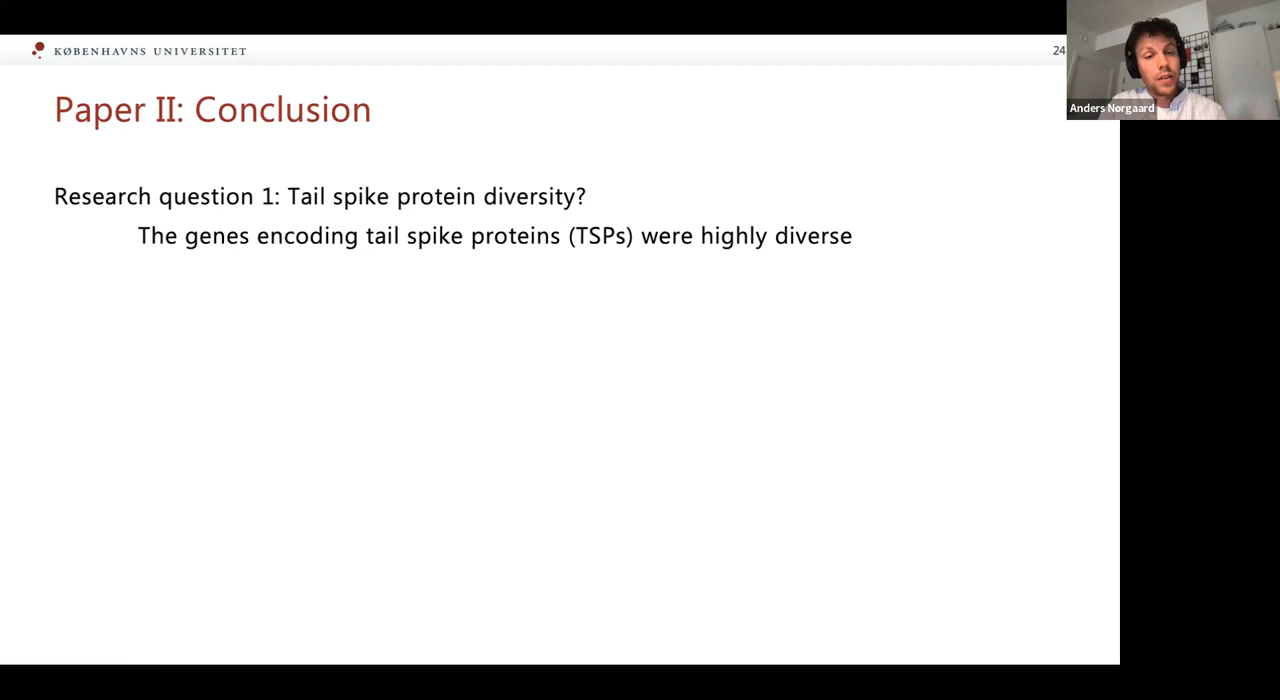 KØBENHAVNS UNIVERSITET
24
Paper II: Conclusion
Anders Nørgaard
Research question 1: Tail spike protein diversity?
The genes encoding tail spike proteins (TSPs) were highly diverse